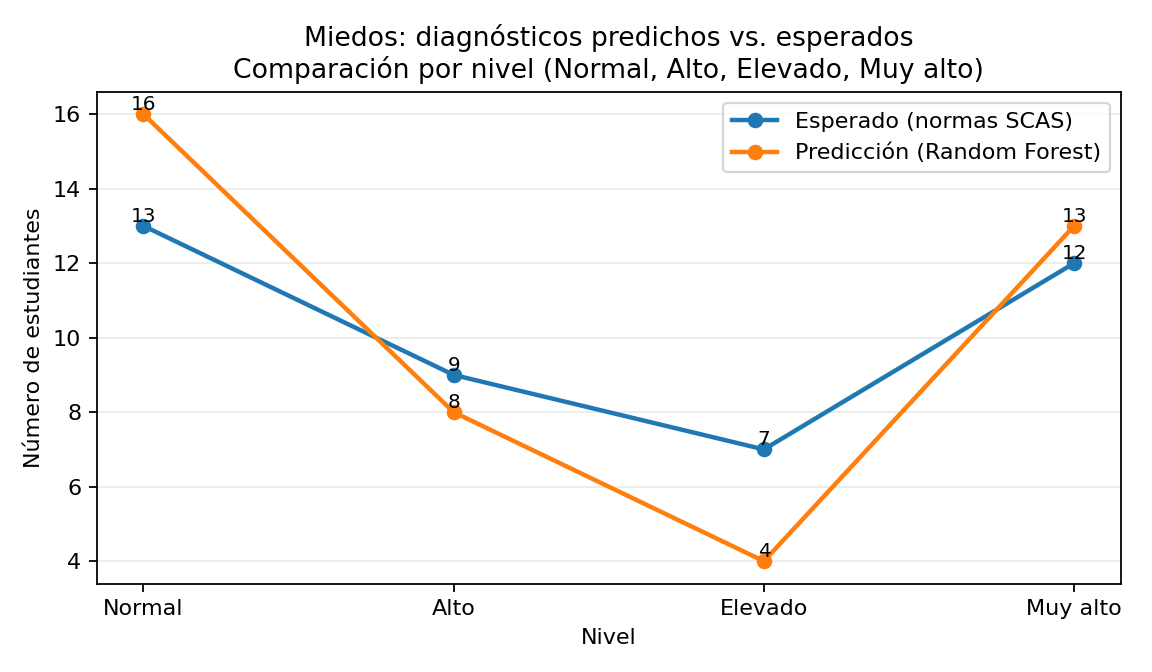 Miedos: diagnósticos predichos vs. esperados
Comparación por nivel (Normal, Alto, Elevado, Muy alto)
Esperado (normas SCAS)
Predicción (Random Forest)
Número de estudiantes
16
14
12
10
8
6
4
16
13
9
8
7
4
13
12
Normal
Alto
Elevado
Muy alto
Nivel